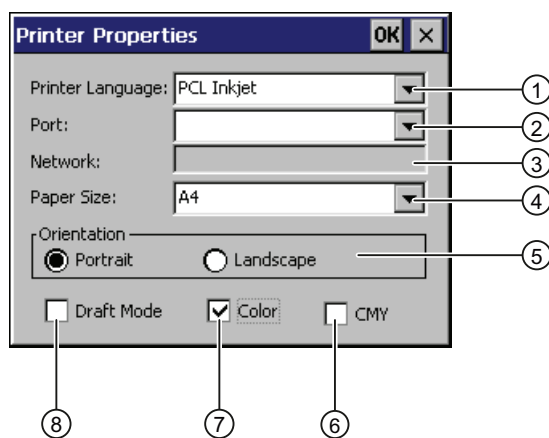 Printer Properties OK ×
Printer Language: PCL Inkjet 1
Port: 2
Network: 3
Paper Size: A4 4
Orientation
Portrait Landscape 5
Draft Mode Color CMY
8 7 6